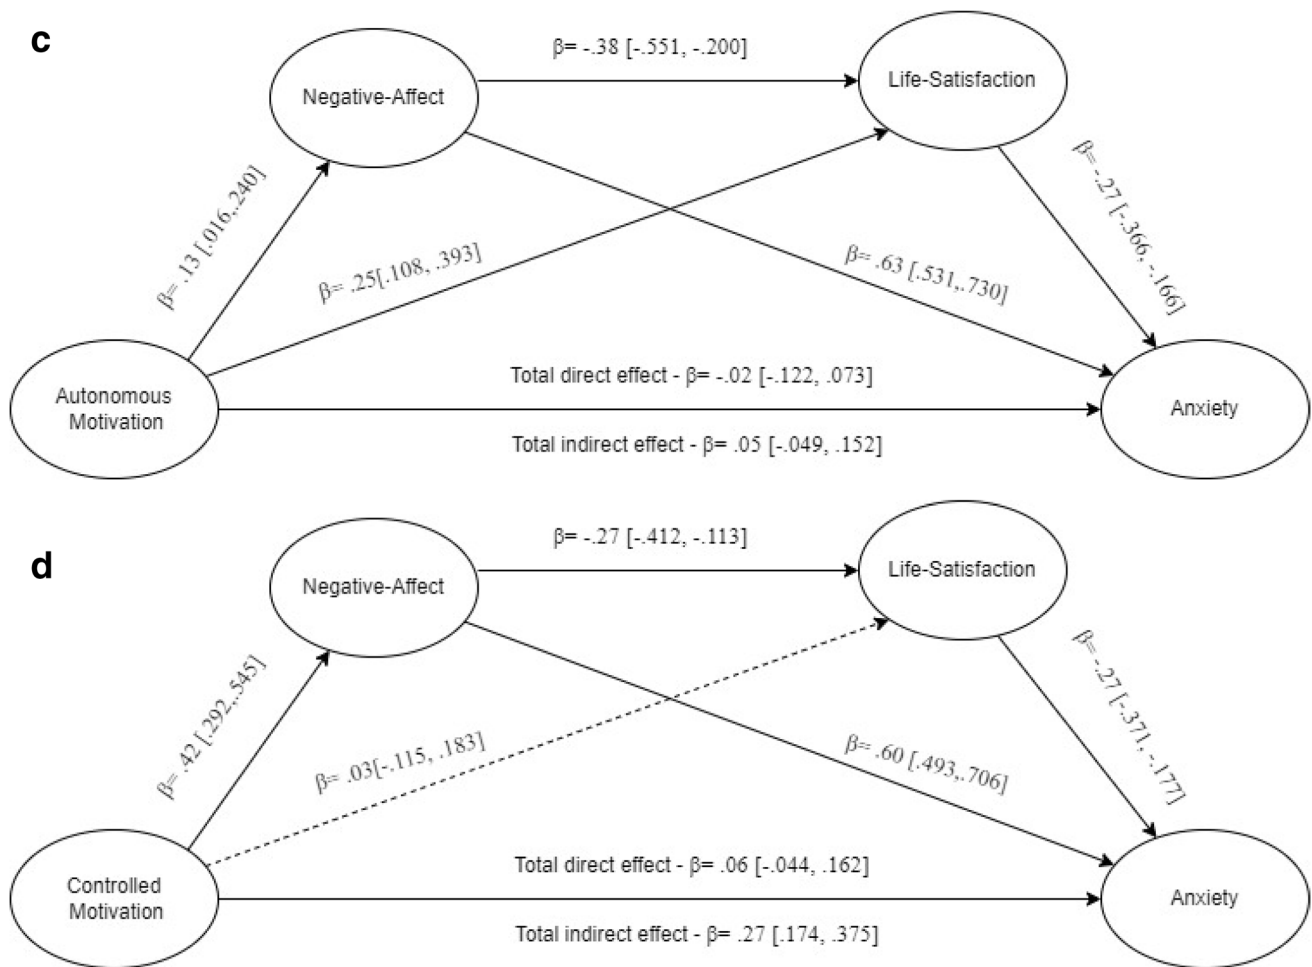 c
Negative-Affect
β= -.38 [-.551, -.200]
Life-Satisfaction
β= .13 [.016,.240]
β= .25[.108, .393]
β= .63 [.531,.730]
β= -.27 [-.366, -.166]
Autonomous
Motivation
Total direct effect - β= -.02 [-.122, .073]
Total indirect effect - β= .05 [-.049, .152]
Anxiety
d
Negative-Affect
β= -.27 [-.412, -.113]
Life-Satisfaction
β= .42 [.292,.545]
β= .03[-.115, .183]
β= .60 [.493,.706]
β= -.27 [-.371, -.177]
Controlled
Motivation
Total direct effect - β= .06 [-.044, .162]
Total indirect effect - β= .27 [.174, .375]
Anxiety